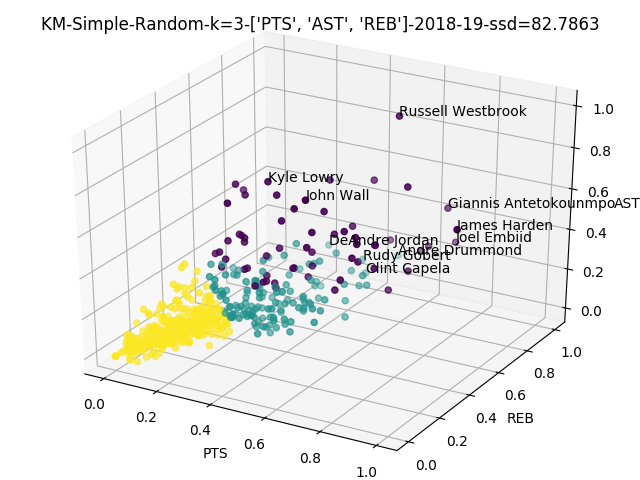 KM-Simple-Random-k=3-['PTS', 'AST', 'REB']-2018-19-ssd=82.7863
Russell Westbrook
Kyle Lowry
John Wall
Giannis Antetokounmpo
James Harden
Joel Embiid
DeAndre Jordan
Andre Drummond
Rudy Gobert
Clint Capela
AST
1.0
0.8
0.6
0.4
0.2
0.0
REB
1.0
0.8
0.6
0.4
0.2
0.0
PTS
0.0
0.2
0.4
0.6
0.8
1.0